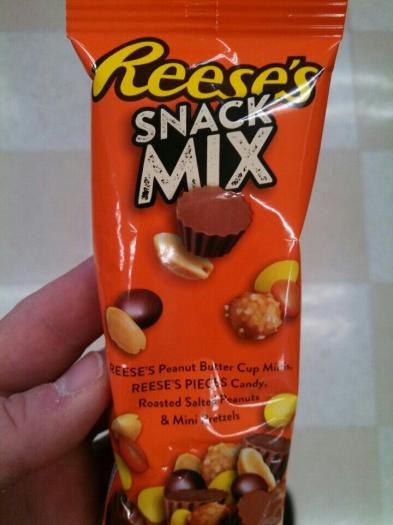 Reese's
SNACK
MIX
REESE'S Peanut Butter Cup Minis,
REESE'S PIECES Candy,
Roasted Salted Peanuts
& Mini Pretzels